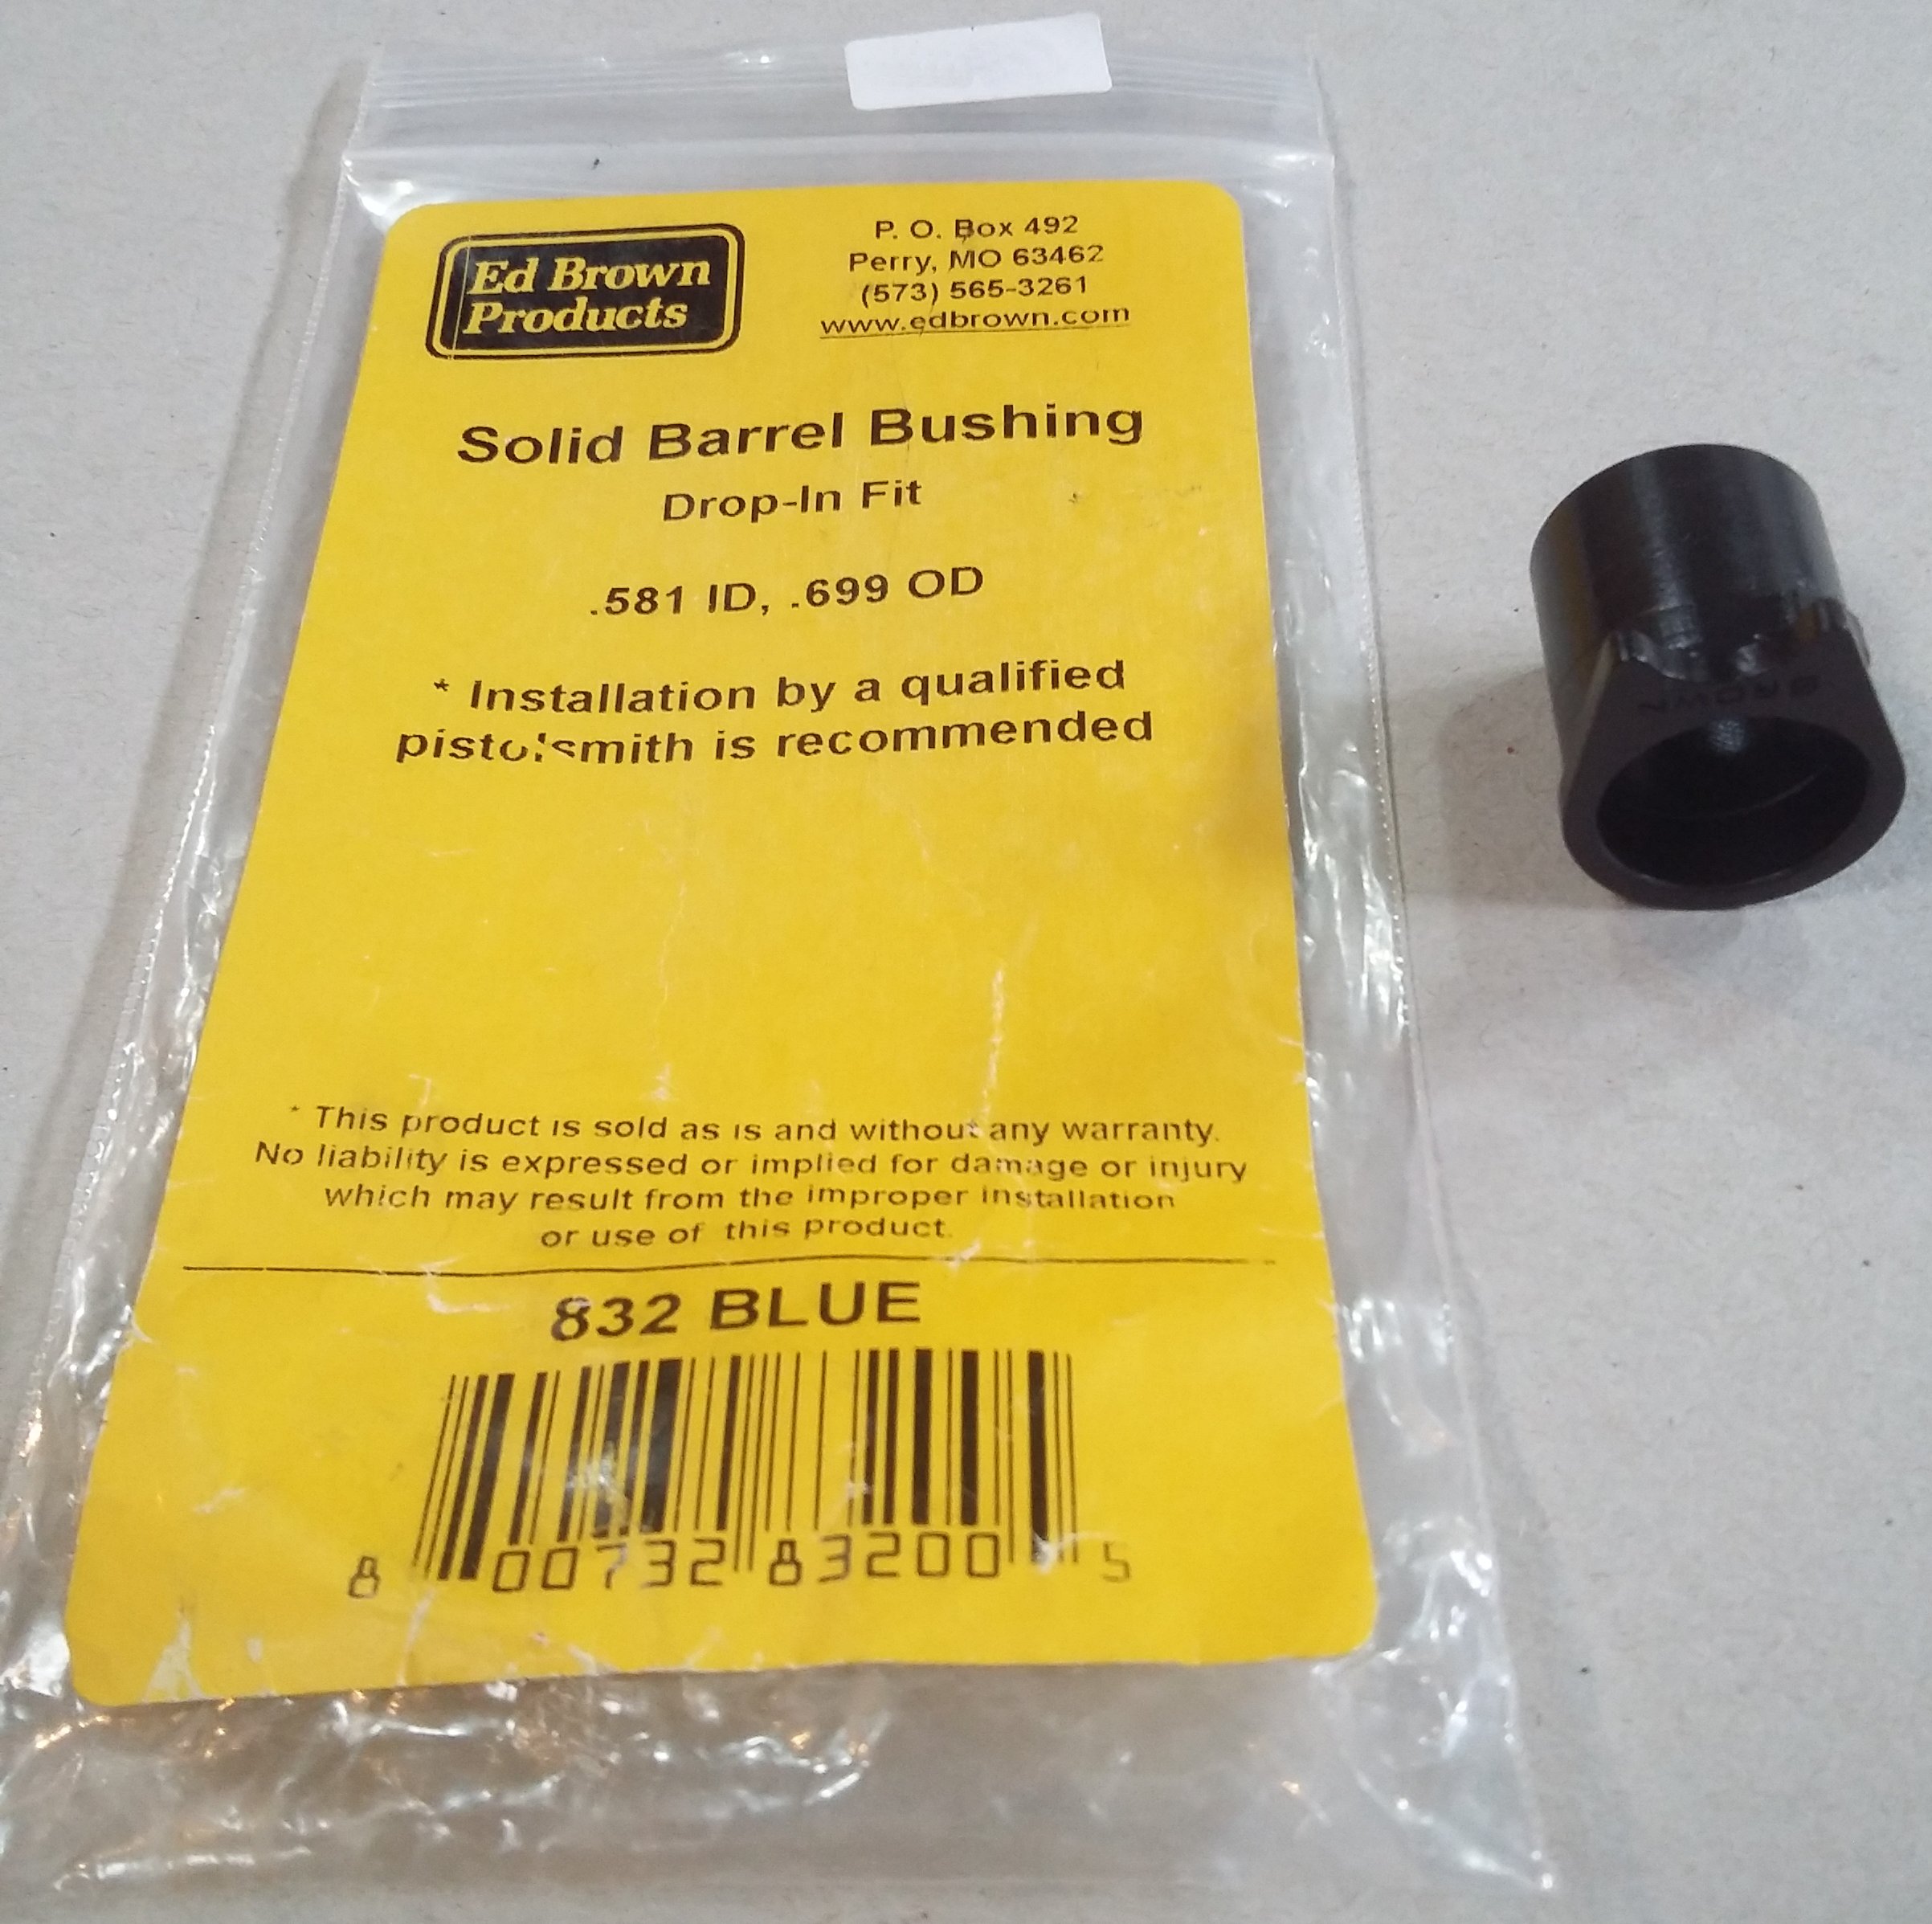 Ed Brown
Products
P. O. Box 492
Perry, MO 63462
(573) 565-3261
www.edbrown.com
Solid Barrel Bushing
Drop-In Fit
.581 ID, .699 OD
* Installation by a qualified
pistolsmith is recommended
* This product is sold as is and without any warranty.
No liability is expressed or implied for damage or injury
which may result from the improper installation
or use of this product.
832 BLUE
8 00732 83200 5
BROWN